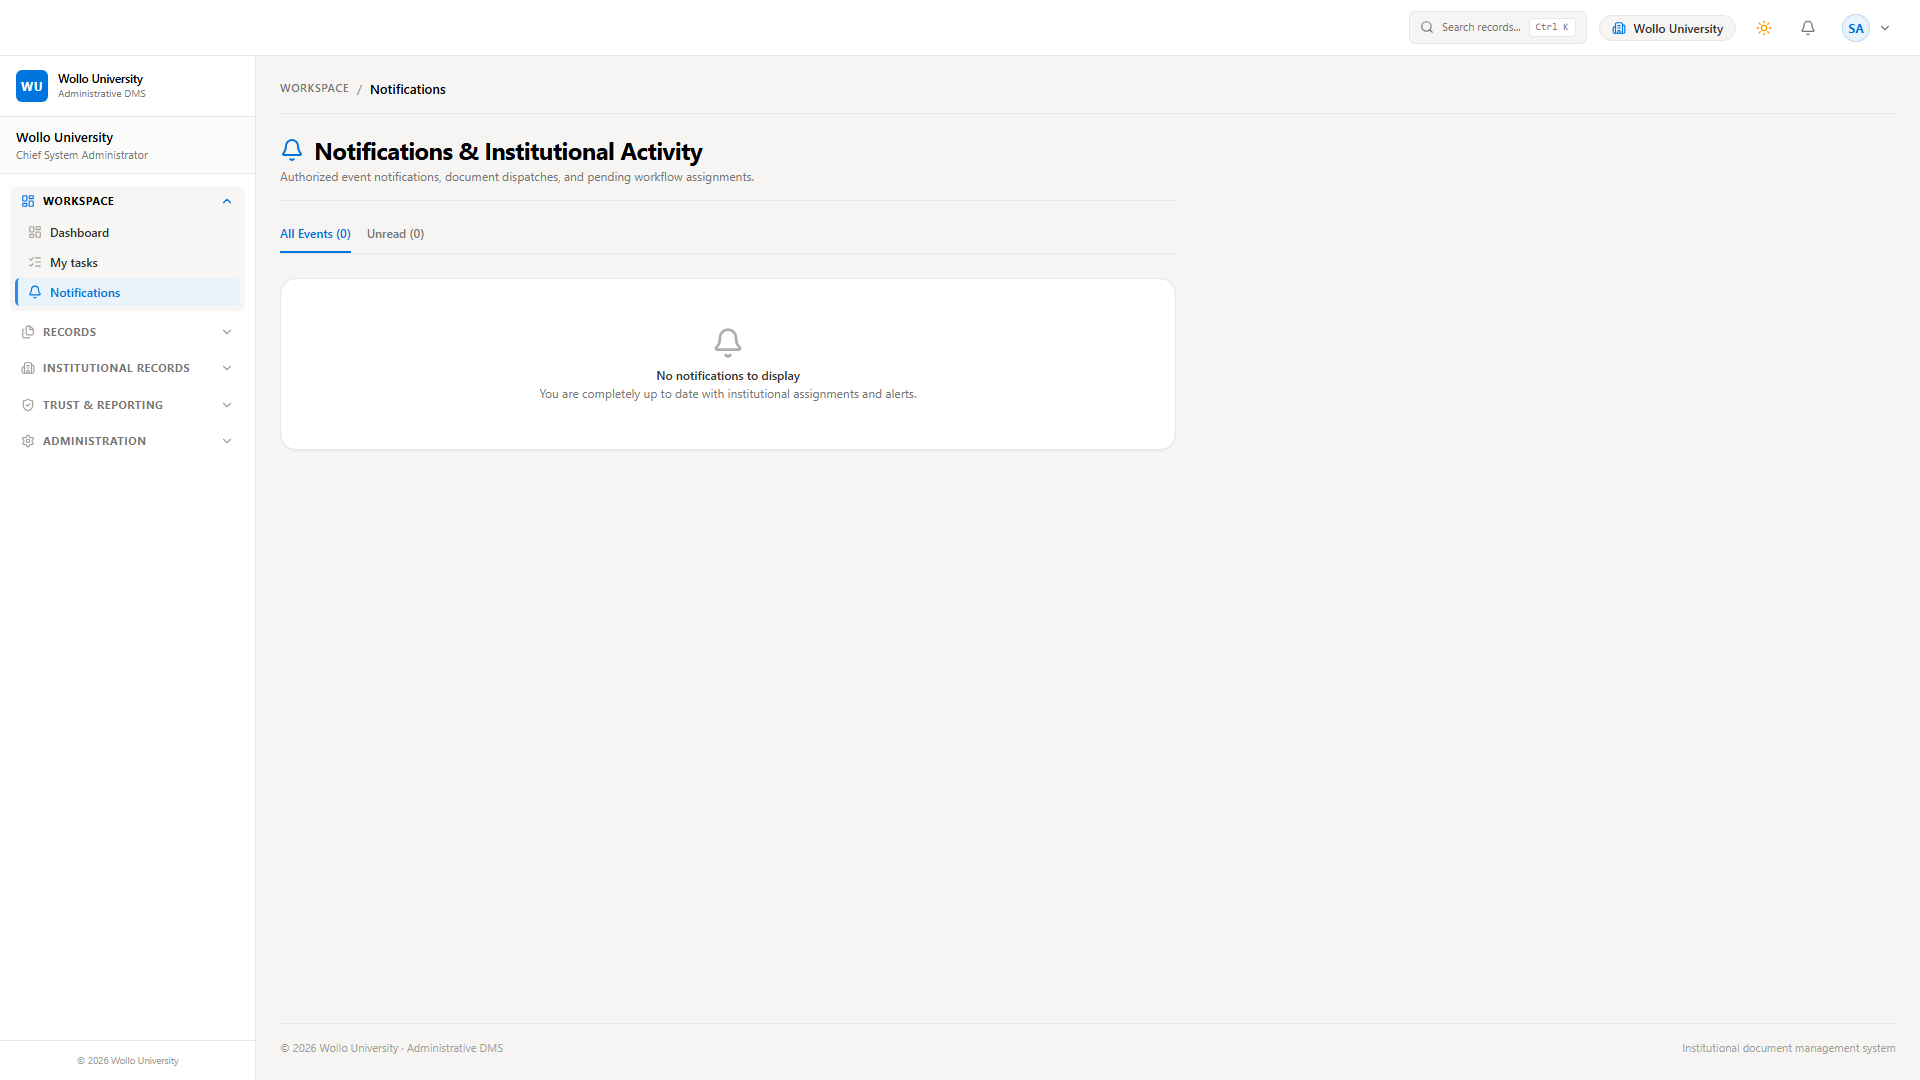 Search records... Ctrl K
Wollo University
SA
WU
Wollo University
Administrative DMS
Wollo University
Chief System Administrator
WORKSPACE
Dashboard
My tasks
Notifications
RECORDS
INSTITUTIONAL RECORDS
TRUST & REPORTING
ADMINISTRATION
© 2026 Wollo University
WORKSPACE / Notifications
Notifications & Institutional Activity
Authorized event notifications, document dispatches, and pending workflow assignments.
All Events (0) Unread (0)
No notifications to display
You are completely up to date with institutional assignments and alerts.
© 2026 Wollo University · Administrative DMS
Institutional document management system